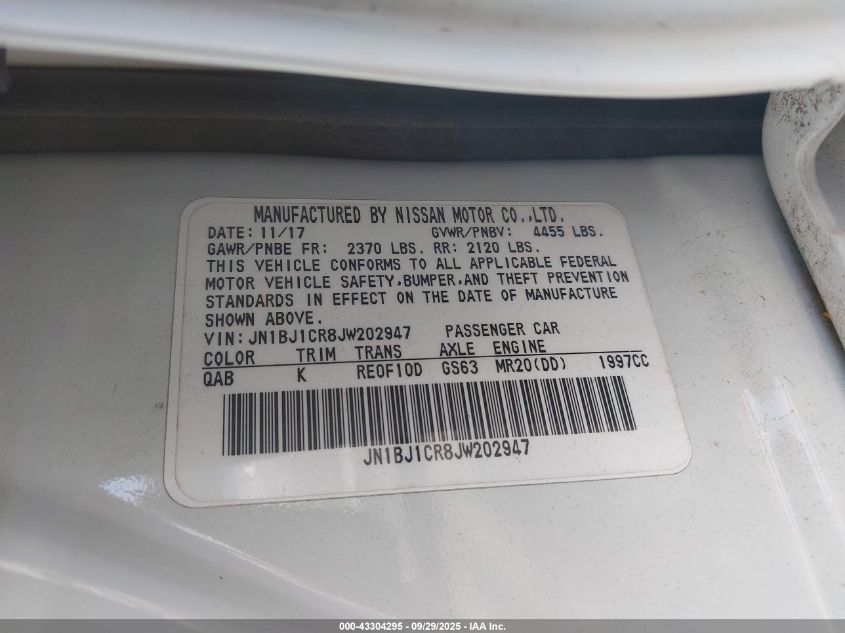 MANUFACTURED BY NISSAN MOTOR CO.,LTD.
DATE: 11/17 GVWR/PNBV: 4455 LBS.
GAWR/PNBE FR: 2370 LBS. RR: 2120 LBS.
THIS VEHICLE CONFORMS TO ALL APPLICABLE FEDERAL
MOTOR VEHICLE SAFETY,BUMPER,AND THEFT PREVENTION
STANDARDS IN EFFECT ON THE DATE OF MANUFACTURE
SHOWN ABOVE.
VIN: JN1BJ1CR8JW202947 PASSENGER CAR
COLOR TRIM TRANS AXLE ENGINE
QAB K RE0F10D GS63 MR20(DD) 1997CC
JN1BJ1CR8JW202947
000-43304295 - 09/29/2025 - IAA Inc.